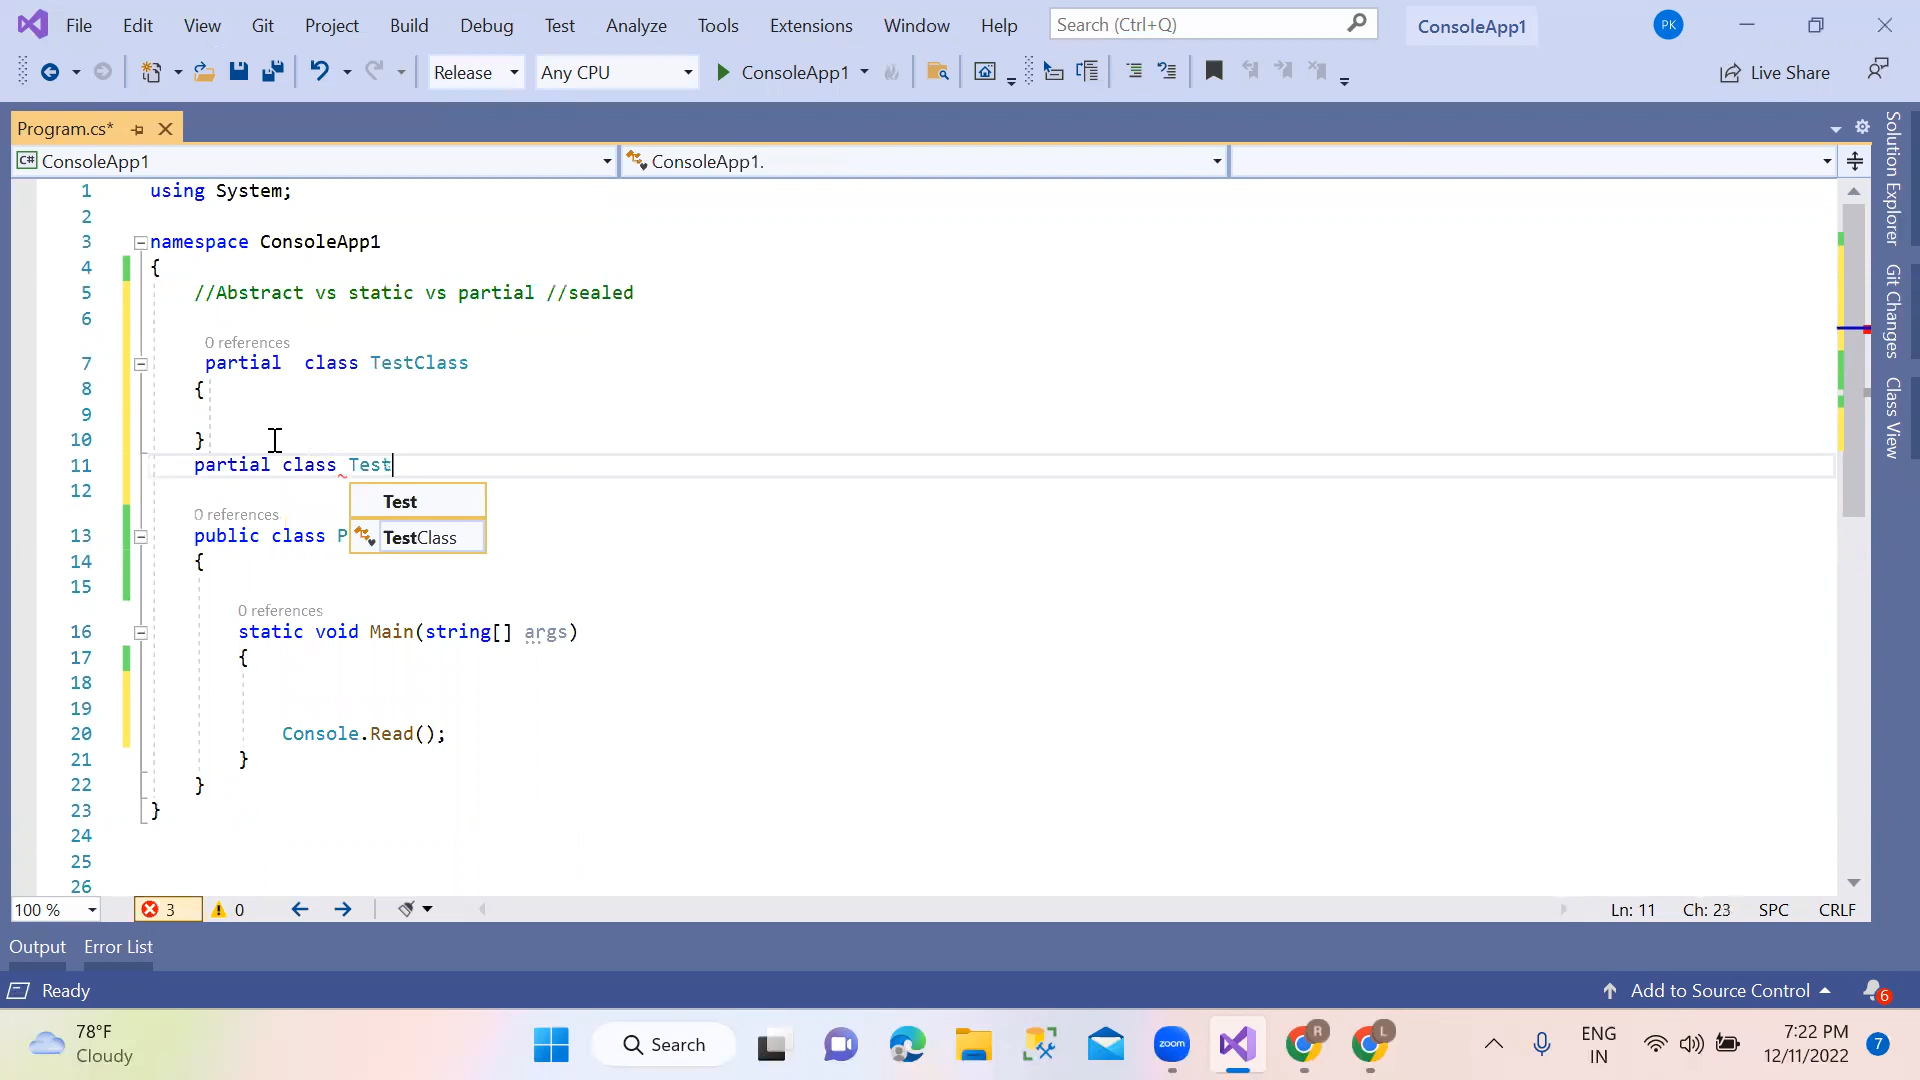 File Edit View Git Project Build Debug Test Analyze Tools Extensions Window Help Search (Ctrl+Q) ConsoleApp1 PK
Release Any CPU ConsoleApp1 Live Share
Program.cs*
C# ConsoleApp1 ConsoleApp1.
1 using System;
2
3 namespace ConsoleApp1
4 {
5 //Abstract vs static vs partial //sealed
6
0 references
7 partial  class TestClass
8 {
9
10 }
11 partial class Test
12
Test
TestClass
0 references
13 public class P
14 {
15
0 references
16 static void Main(string[] args)
17 {
18
19
20 Console.Read();
21 }
22 }
23 }
24
25
26
Solution Explorer
Git Changes
Class View
100 % 3 0 Ln: 11 Ch: 23 SPC CRLF
Output Error List
Ready Add to Source Control 6
78°F
Cloudy
Search
zoom
R
L
ENG
IN
7:22 PM
12/11/2022
7